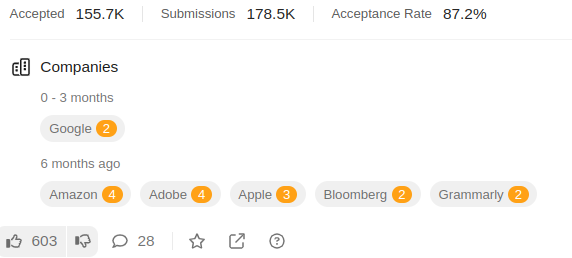 Accepted 155.7K Submissions 178.5K Acceptance Rate 87.2%
Companies
0 - 3 months
Google 2
6 months ago
Amazon 4 Adobe 4 Apple 3 Bloomberg 2 Grammarly 2
603 28